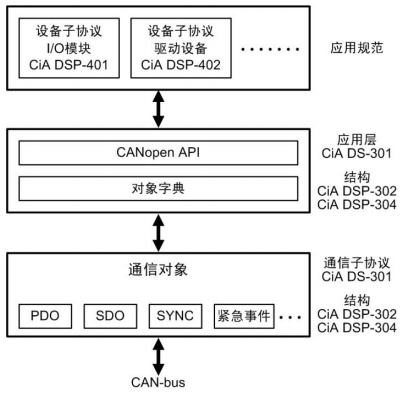 设备子协议
I/O模块
CiA DSP-401
设备子协议
驱动设备
CiA DSP-402
·······
应用规范
CANopen API
对象字典
应用层
CiA DS-301
结构
CiA DSP-302
CiA DSP-304
通信对象
PDO
SDO
SYNC
紧急事件
···
通信子协议
CiA DS-301
结构
CiA DSP-302
CiA DSP-304
CAN-bus